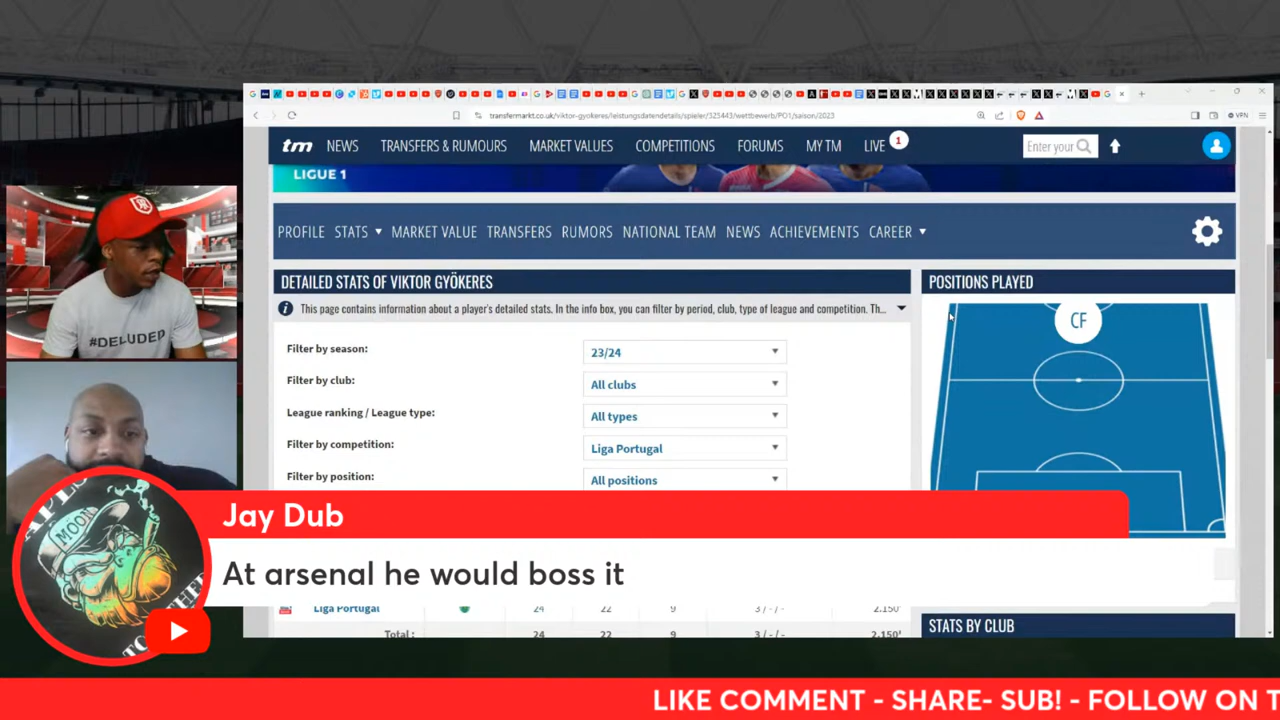 transfermarkt.co.uk/viktor-gyokeres/leistungsdatendetails/spieler/325443/wettbewerb/PO1/saison/2023
VPN
tm NEWS TRANSFERS & RUMOURS MARKET VALUES COMPETITIONS FORUMS MY TM LIVE 1 Enter your
LIGUE 1
PROFILE STATS MARKET VALUE TRANSFERS RUMORS NATIONAL TEAM NEWS ACHIEVEMENTS CAREER
DETAILED STATS OF VIKTOR GYÖKERES
POSITIONS PLAYED
This page contains information about a player's detailed stats. In the info box, you can filter by period, club, type of league and competition. Th...
CF
Filter by season: 23/24
Filter by club: All clubs
League ranking / League type: All types
Filter by competition: Liga Portugal
Filter by position: All positions
#DELUDED
MOON
Jay Dub
At arsenal he would boss it
Liga Portugal 24 22 9 3 / - / - 2.150'
Total : 24 22 9 3 / - / - 2.150'
STATS BY CLUB
LIKE COMMENT - SHARE- SUB! - FOLLOW ON T